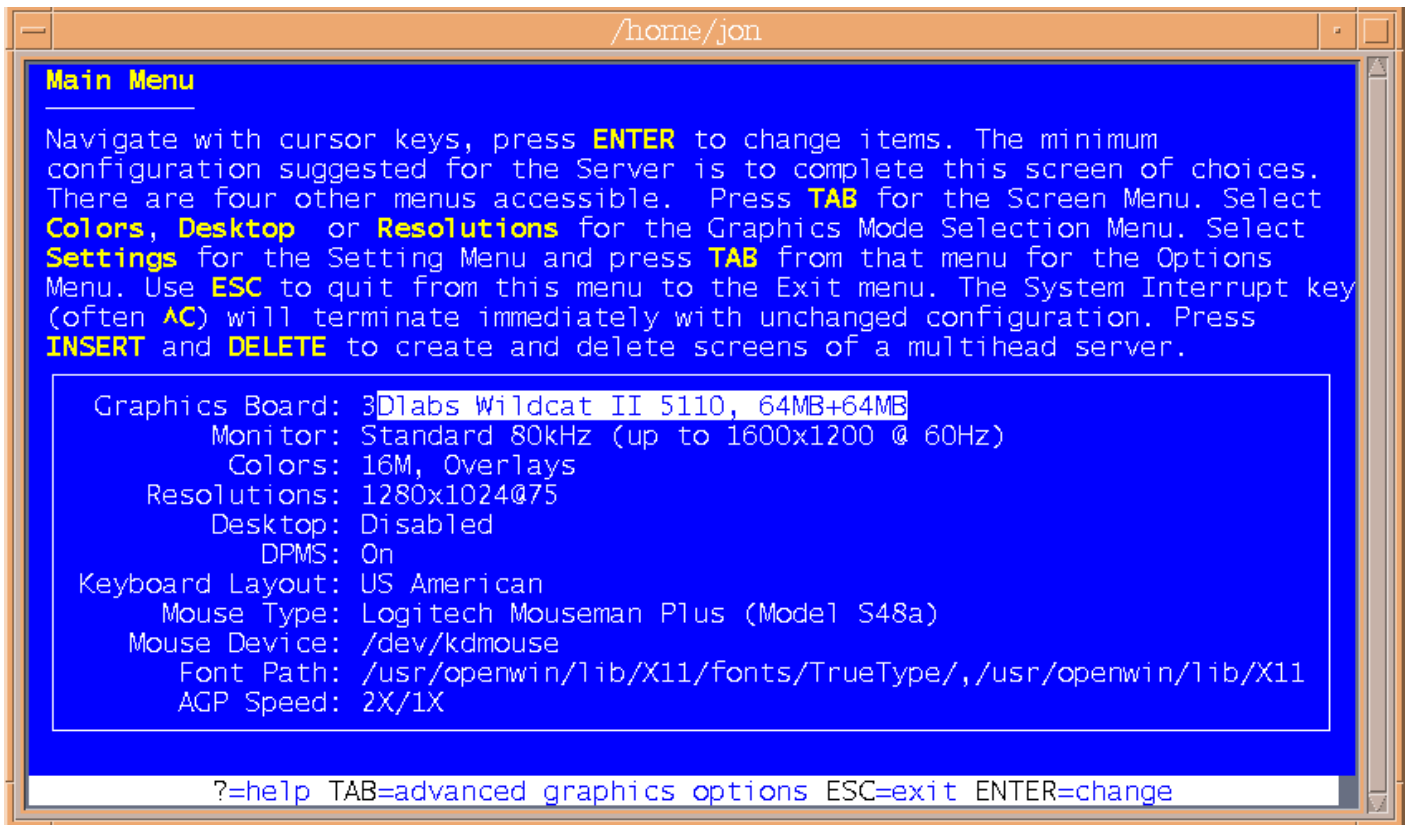 /home/jon
Main Menu
Navigate with cursor keys, press ENTER to change items. The minimum
configuration suggested for the Server is to complete this screen of choices.
There are four other menus accessible.  Press TAB for the Screen Menu. Select
Colors, Desktop  or Resolutions for the Graphics Mode Selection Menu. Select
Settings for the Setting Menu and press TAB from that menu for the Options
Menu. Use ESC to quit from this menu to the Exit menu. The System Interrupt key
(often ^C) will terminate immediately with unchanged configuration. Press
INSERT and DELETE to create and delete screens of a multihead server.
Graphics Board: 3Dlabs Wildcat II 5110, 64MB+64MB
Monitor: Standard 80kHz (up to 1600x1200 @ 60Hz)
Colors: 16M, Overlays
Resolutions: 1280x1024@75
Desktop: Disabled
DPMS: On
Keyboard Layout: US American
Mouse Type: Logitech Mouseman Plus (Model S48a)
Mouse Device: /dev/kdmouse
Font Path: /usr/openwin/lib/X11/fonts/TrueType/,/usr/openwin/lib/X11
AGP Speed: 2X/1X
?=help TAB=advanced graphics options ESC=exit ENTER=change